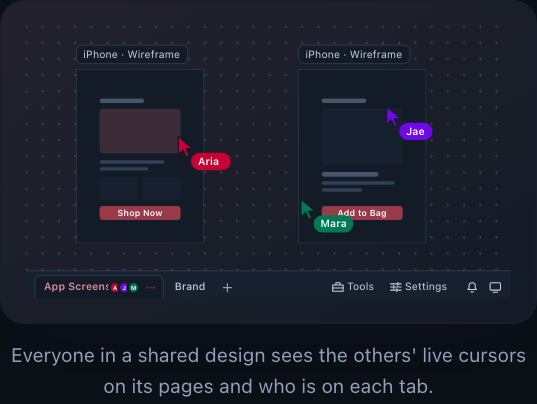 iPhone · Wireframe
iPhone · Wireframe
Jae
Aria
Shop Now
Add to Bag
Mara
App Screens A J M ···
Brand +
Tools
Settings
Everyone in a shared design sees the others' live cursors
on its pages and who is on each tab.